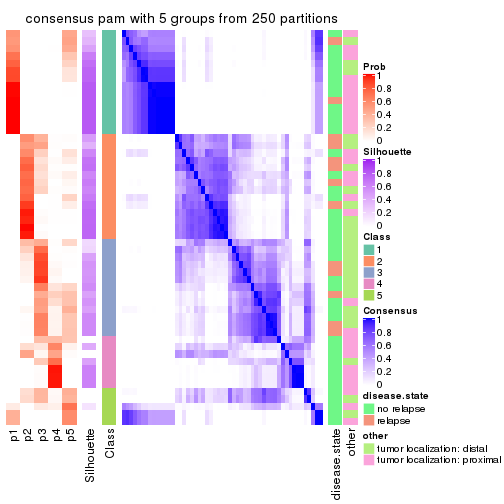 consensus pam with 5 groups from 250 partitions
Prob
1
0.8
0.6
0.4
0.2
0
Silhouette
1
0.8
0.6
0.4
0.2
0
Class
1
2
3
4
5
Consensus
1
0.8
0.6
0.4
0.2
0
disease.state
no relapse
relapse
other
tumor localization: distal
tumor localization: proximal
p1
p2
p3
p4
p5
Silhouette
Class
disease.state
other